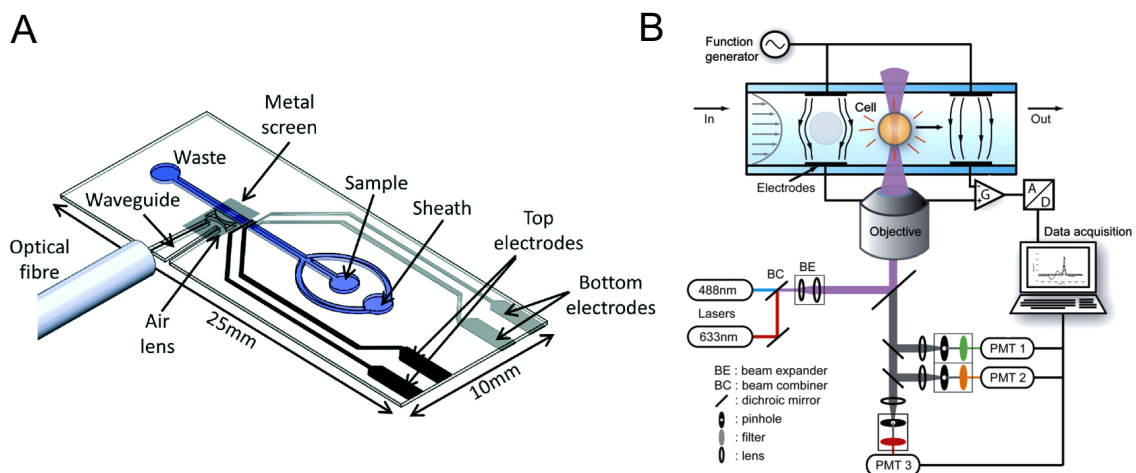 A
Metal
screen
Waste
Sample
Waveguide
Sheath
Top
electrodes
Optical
fibre
Bottom
electrodes
Air
lens
25mm
10mm
B
Function
generator
Cell
In
Out
Electrodes
+G
-
A
D
Objective
Data acquisition
BE
BC
488nm
Lasers
633nm
PMT 1
PMT 2
BE : beam expander
BC : beam combiner
: dichroic mirror
: pinhole
: filter
: lens
PMT 3